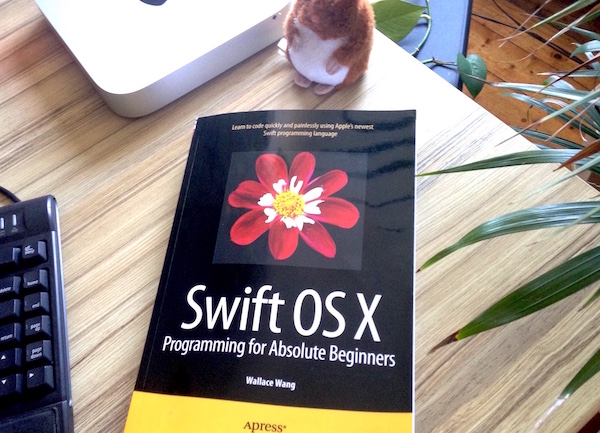 Learn to code quickly and painlessly using Apple's newest
Swift programming language
Swift OS X
Programming for Absolute Beginners
Wallace Wang
Apress®